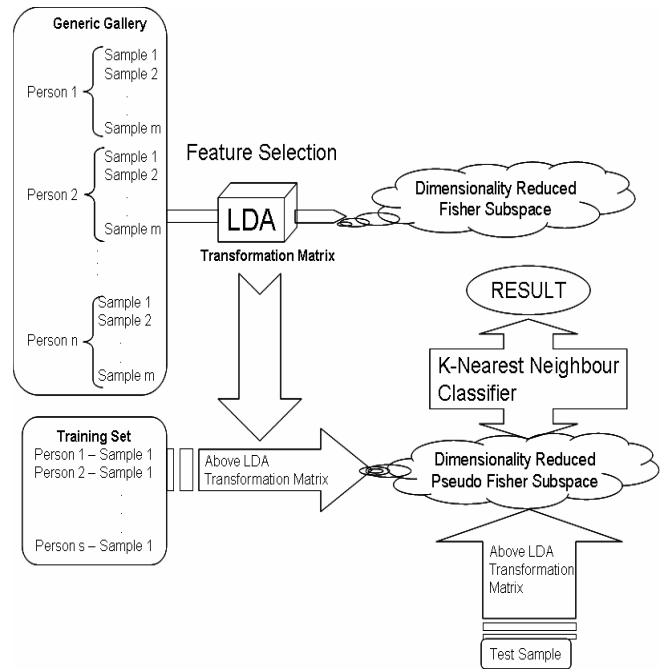 Generic Gallery
Person 1
Sample 1
Sample 2
.
.
Sample m
Person 2
Sample 1
Sample 2
.
.
Sample m
.
.
.
.
Person n
Sample 1
Sample 2
.
.
Sample m
Feature Selection
LDA
Transformation Matrix
Dimensionality Reduced
Fisher Subspace
RESULT
K-Nearest Neighbour
Classifier
Training Set
Person 1 – Sample 1
Person 2 – Sample 1
.
.
.
Person s – Sample 1
Above LDA
Transformation Matrix
Dimensionality Reduced
Pseudo Fisher Subspace
Above LDA
Transformation
Matrix
Test Sample